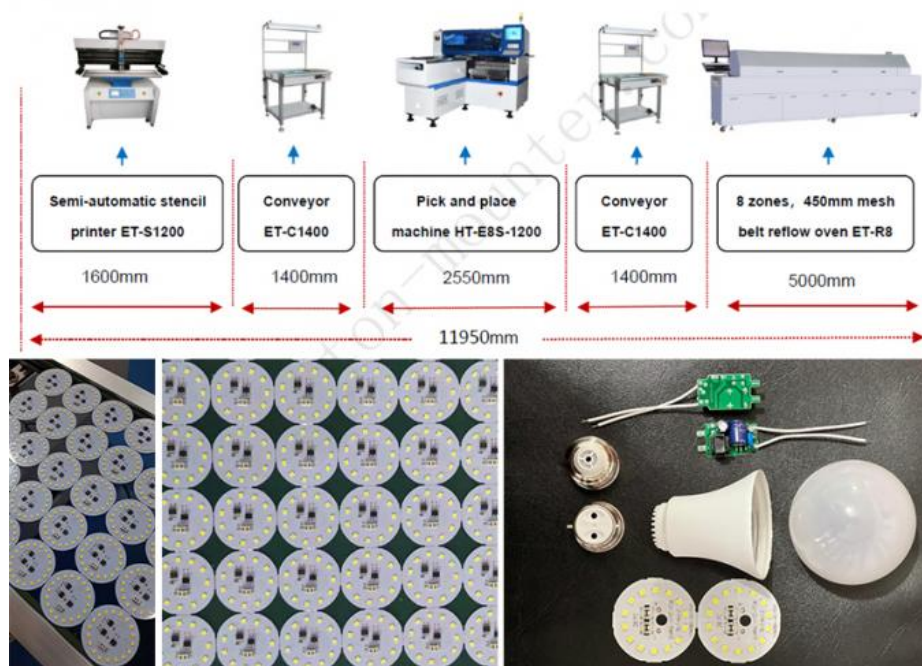 Semi-automatic stencil
printer ET-S1200
Conveyor
ET-C1400
Pick and place
machine HT-E8S-1200
Conveyor
ET-C1400
8 zones, 450mm mesh
belt reflow oven ET-R8
1600mm
1400mm
2550mm
1400mm
5000mm
11950mm